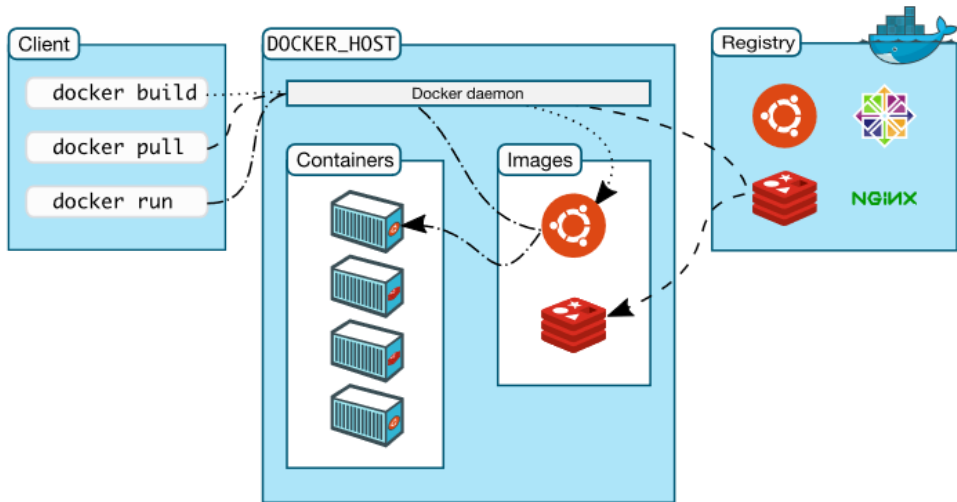 Client
docker build
docker pull
docker run
DOCKER_HOST
Docker daemon
Containers
Images
Registry
NGiNX